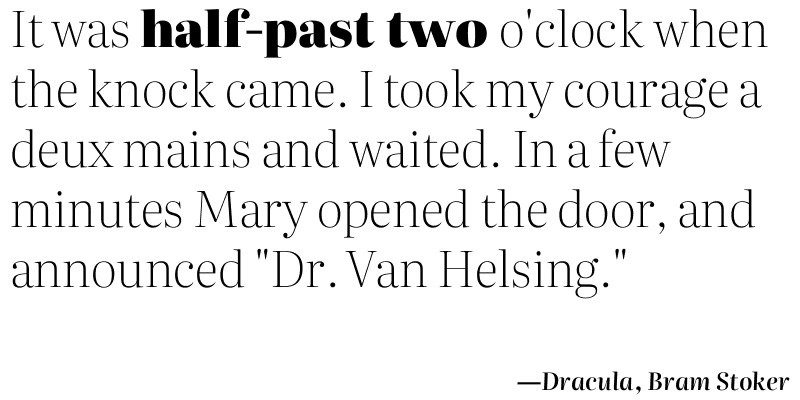 It was half-past two o'clock when
the knock came. I took my courage a
deux mains and waited. In a few
minutes Mary opened the door, and
announced "Dr. Van Helsing."
—Dracula, Bram Stoker